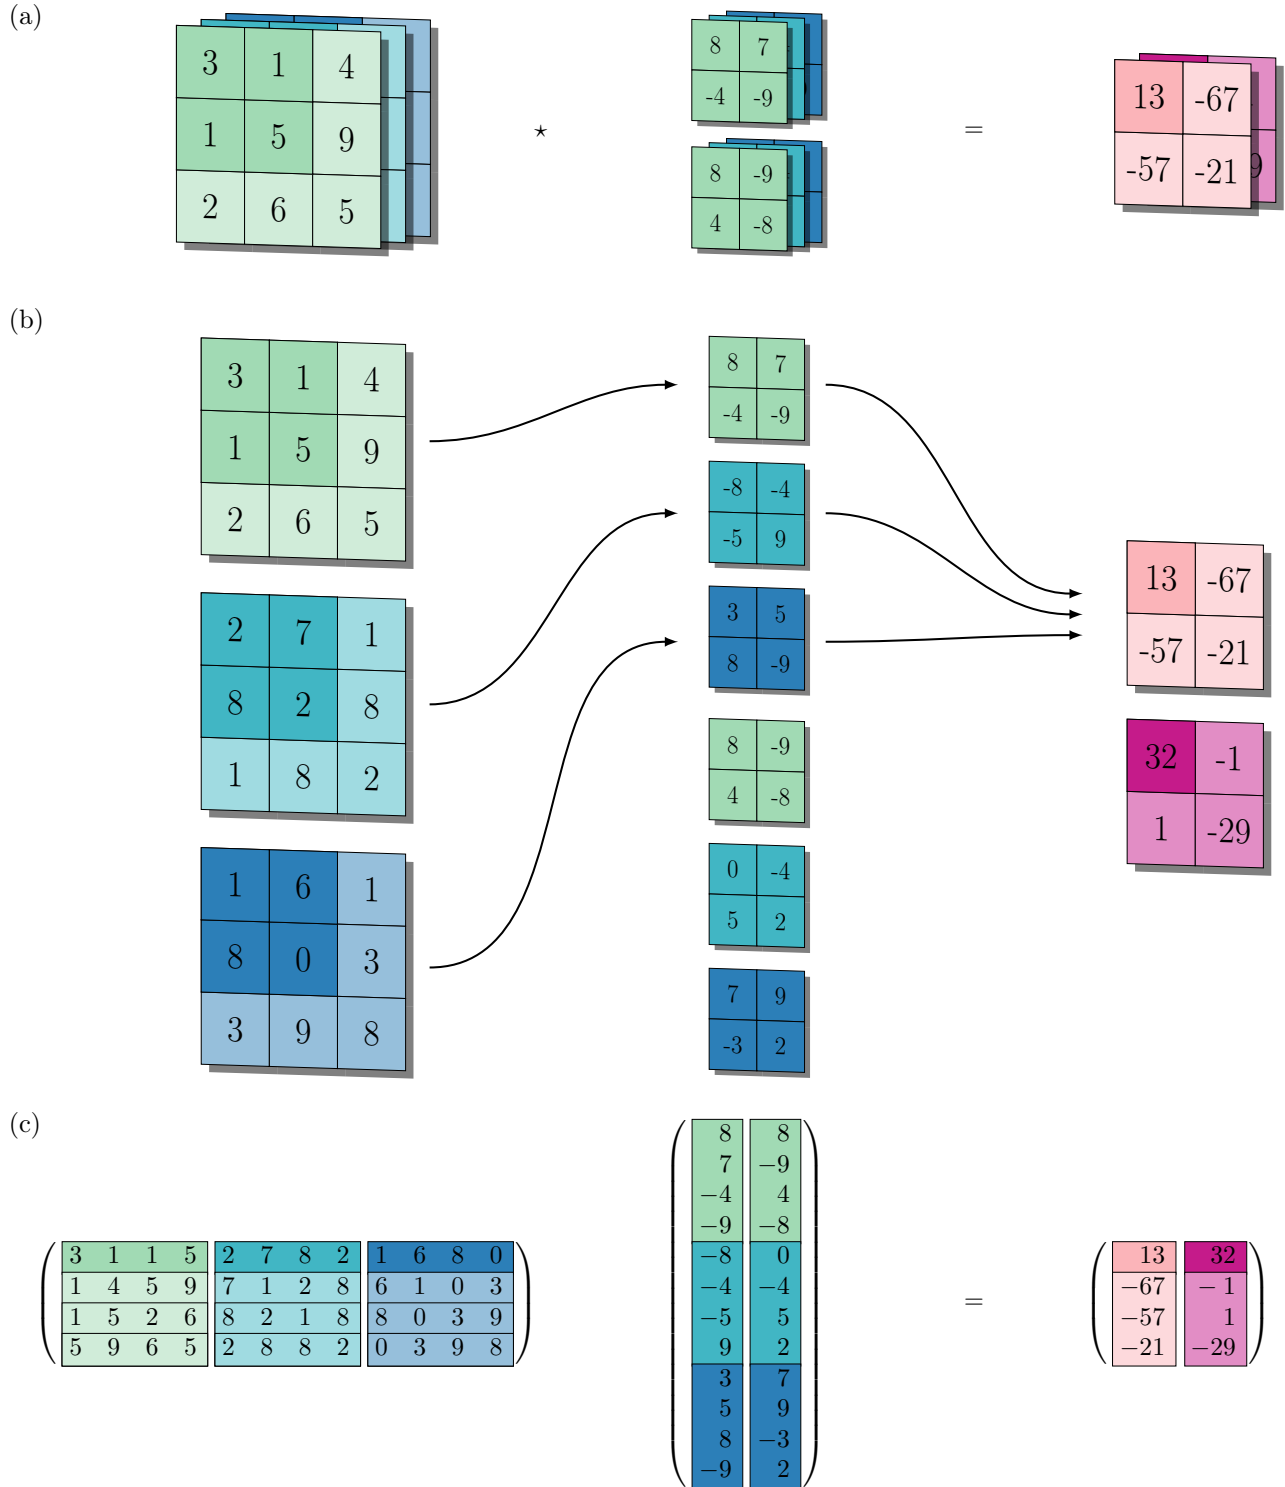 (a)
3 1 4
1 5 9
2 6 5
⋆
8 7
-4 -9
8 -9
4 -8
=
13 -67
-57 -21
(b)
3 1 4
1 5 9
2 6 5
2 7 1
8 2 8
1 8 2
1 6 1
8 0 3
3 9 8
8 7
-4 -9
-8 -4
-5 9
3 5
8 -9
8 -9
4 -8
0 -4
5 2
7 9
-3 2
13 -67
-57 -21
32 -1
1 -29
(c)
3 1 1 5 2 7 8 2 1 6 8 0
1 4 5 9 7 1 2 8 6 1 0 3
1 5 2 6 8 2 1 8 8 0 3 9
5 9 6 5 2 8 8 2 0 3 9 8
8 8
7 −9
−4 4
−9 −8
−8 0
−4 −4
−5 5
9 2
3 7
5 9
8 −3
−9 2
=
13 32
−67 −1
−57 1
−21 −29